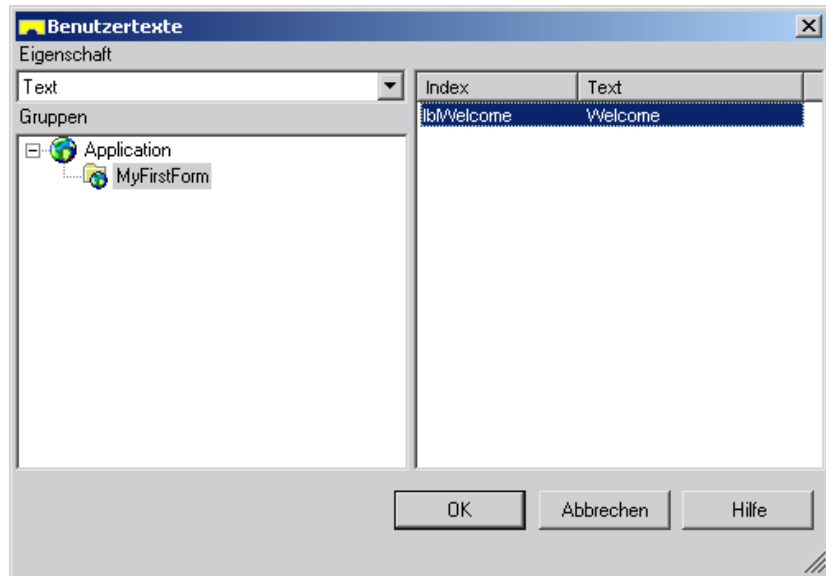 Benutzertexte
Eigenschaft
Text
Gruppen
Application
MyFirstForm
Index Text
lblWelcome Welcome
OK Abbrechen Hilfe